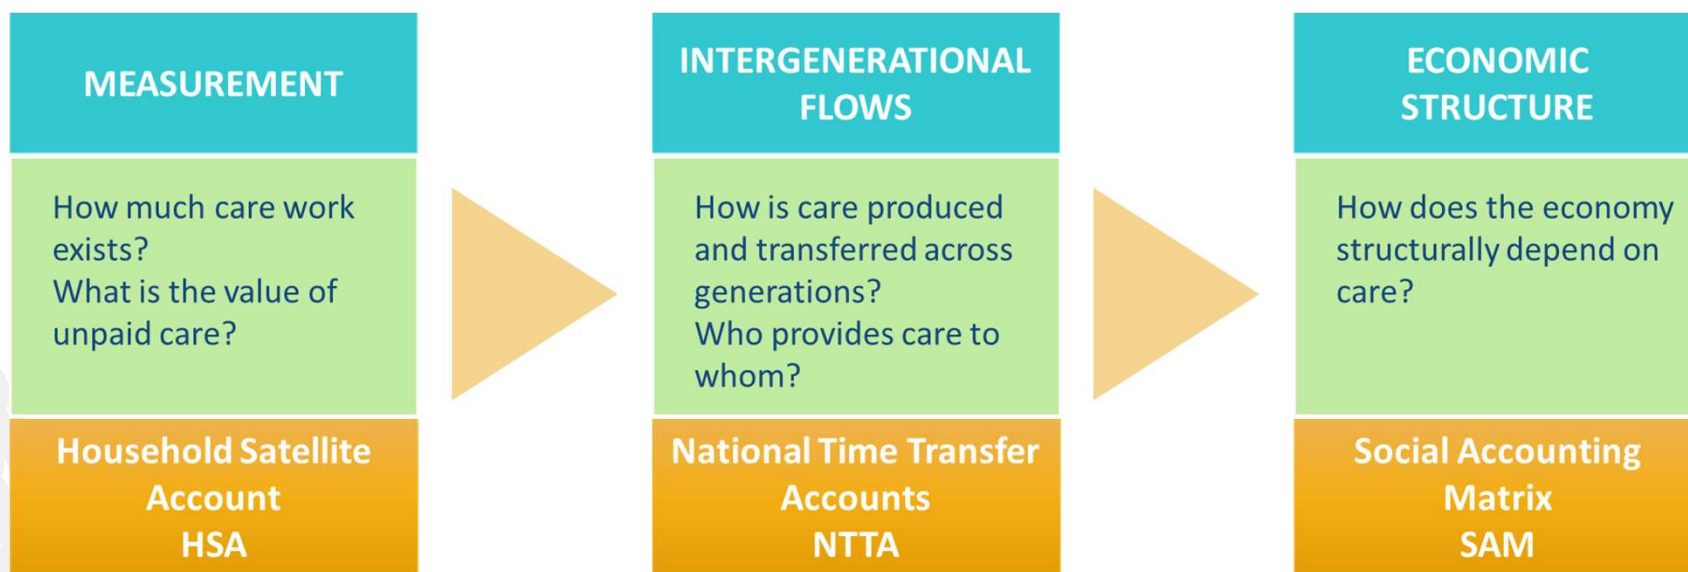 MEASUREMENT
How much care work
exists?
What is the value of
unpaid care?
Household Satellite
Account
HSA
INTERGENERATIONAL
FLOWS
How is care produced
and transferred across
generations?
Who provides care to
whom?
National Time Transfer
Accounts
NTTA
ECONOMIC
STRUCTURE
How does the economy
structurally depend on
care?
Social Accounting
Matrix
SAM